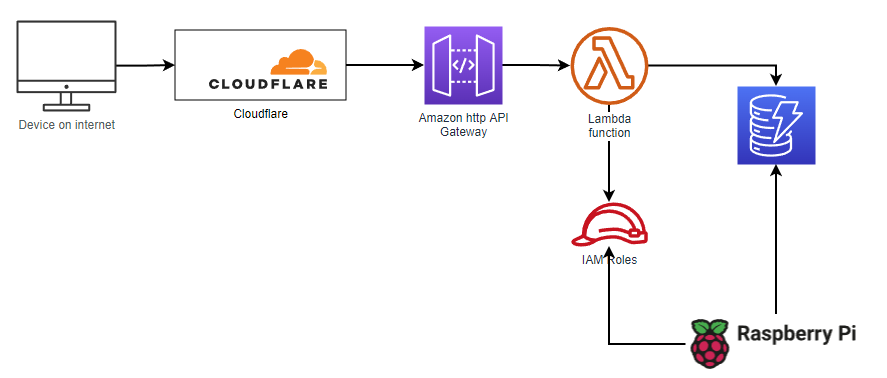 CLOUDFLARE
Device on internet
Cloudflare
Amazon http API
Gateway
</>
Lambda
function
IAM Roles
Raspberry Pi